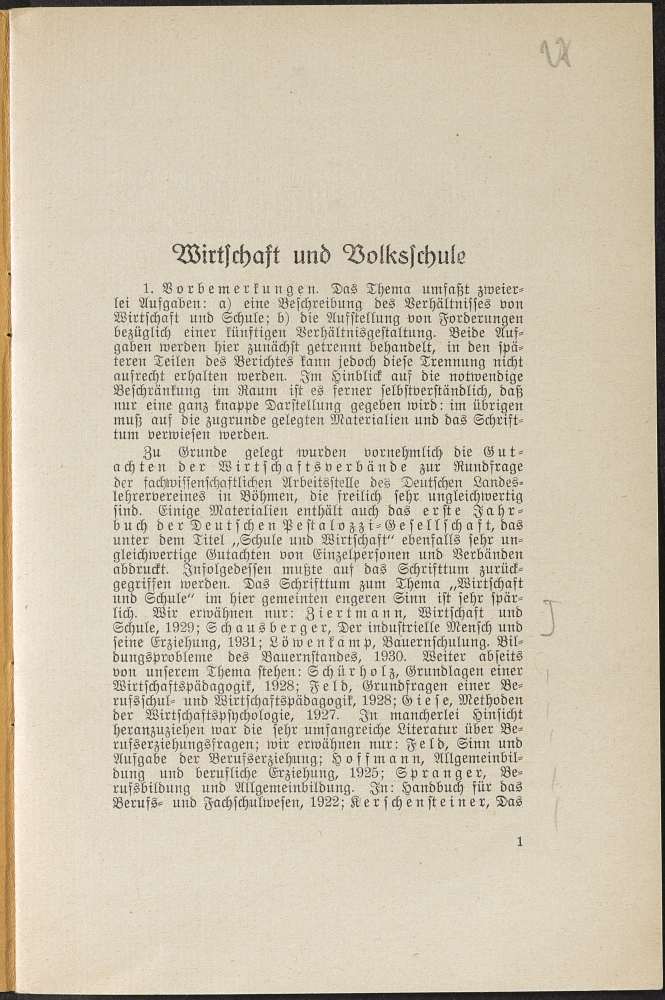 Wirtschaft und Volksschule
1. Vorbemerkungen. Das Thema umfaßt zweier-
lei Aufgaben: a) eine Beschreibung des Verhältnisses von
Wirtschaft und Schule; b) die Aufstellung von Forderungen
bezüglich einer künftigen Verhältnisgestaltung. Beide Auf-
gaben werden hier zunächst getrennt behandelt, in den spä-
teren Teilen des Berichtes kann jedoch diese Trennung nicht
aufrecht erhalten werden. Im Hinblick auf die notwendige
Beschränkung im Raum ist es ferner selbstverständlich, daß
nur eine ganz knappe Darstellung gegeben wird: im übrigen
muß auf die zugrunde gelegten Materialien und das Schrift-
tum verwiesen werden.
Zu Grunde gelegt wurden vornehmlich die Gut-
achten der Wirtschaftsverbände zur Rundfrage
der fachwissenschaftlichen Arbeitsstelle des Deutschen Landes-
lehrervereines in Böhmen, die freilich sehr ungleichwertig
sind. Einige Materialien enthält auch das erste Jahr-
buch der Deutschen Pestalozzi-Gesellschaft, das
unter dem Titel „Schule und Wirtschaft“ ebenfalls sehr un-
gleichwertige Gutachten von Einzelpersonen und Verbänden
abdruckt. Infolgedessen mußte auf das Schrifttum zurück-
gegriffen werden. Das Schrifttum zum Thema „Wirtschaft
und Schule“ im hier gemeinten engeren Sinn ist sehr spär-
lich. Wir erwähnen nur: Ziertmann, Wirtschaft und
Schule, 1929; Schausberger, Der industrielle Mensch und
seine Erziehung, 1931; Löwenkamp, Bauernschulung. Bil-
dungsprobleme des Bauernstandes, 1930. Weiter abseits
von unserem Thema stehen: Schürholz, Grundlagen einer
Wirtschaftspädagogik, 1928; Feld, Grundfragen einer Be-
rufsschul- und Wirtschaftspädagogik, 1928; Giese, Methoden
der Wirtschaftspsychologie, 1927. In mancherlei Hinsicht
heranzuziehen war die sehr umfangreiche Literatur über Be-
rufserziehungsfragen; wir erwähnen nur: Feld, Sinn und
Aufgabe der Berufserziehung; Hoffmann, Allgemeinbil-
dung und berufliche Erziehung, 1925; Spranger, Be-
rufsbildung und Allgemeinbildung. In: Handbuch für das
Berufs- und Fachschulwesen, 1922; Kerschensteiner, Das
1